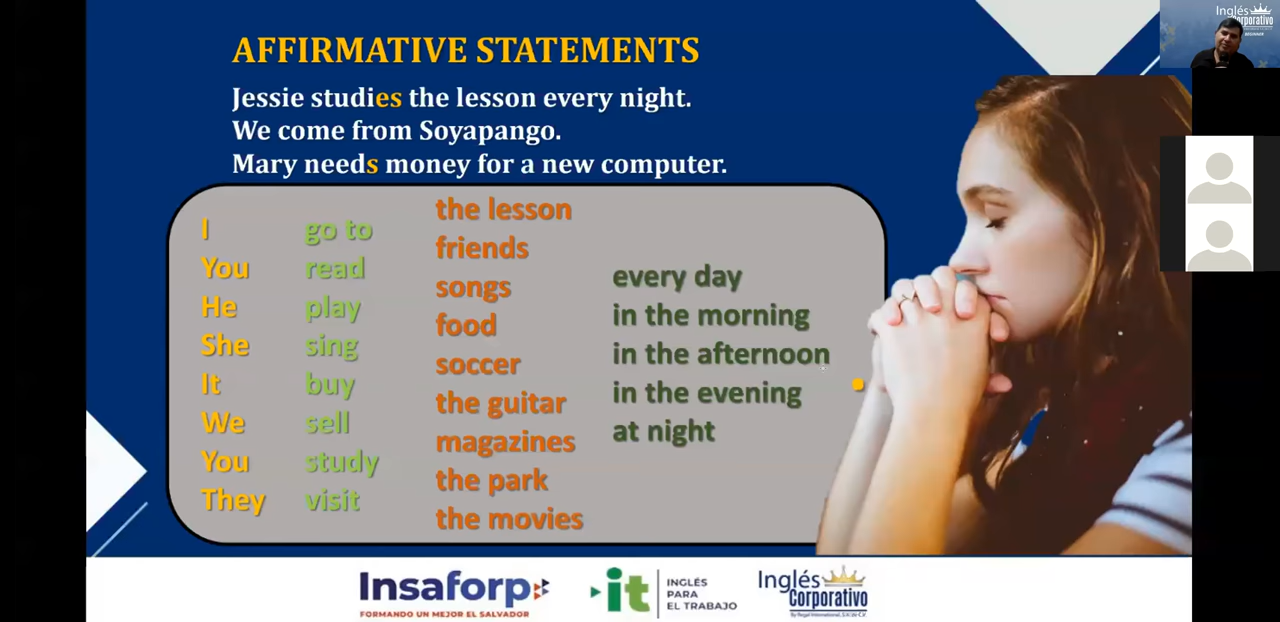 AFFIRMATIVE STATEMENTS
Jessie studies the lesson every night.
We come from Soyapango.
Mary needs money for a new computer.
I
You
He
She
It
We
You
They
go to
read
play
sing
buy
sell
study
visit
the lesson
friends
songs
food
soccer
the guitar
magazines
the park
the movies
every day
in the morning
in the afternoon
in the evening
at night
Insaforp
FORMANDO UN MEJOR EL SALVADOR
it
INGLÉS
PARA
EL TRABAJO
Inglés
Corporativo
Inglés
Corporativo
BEGINNER